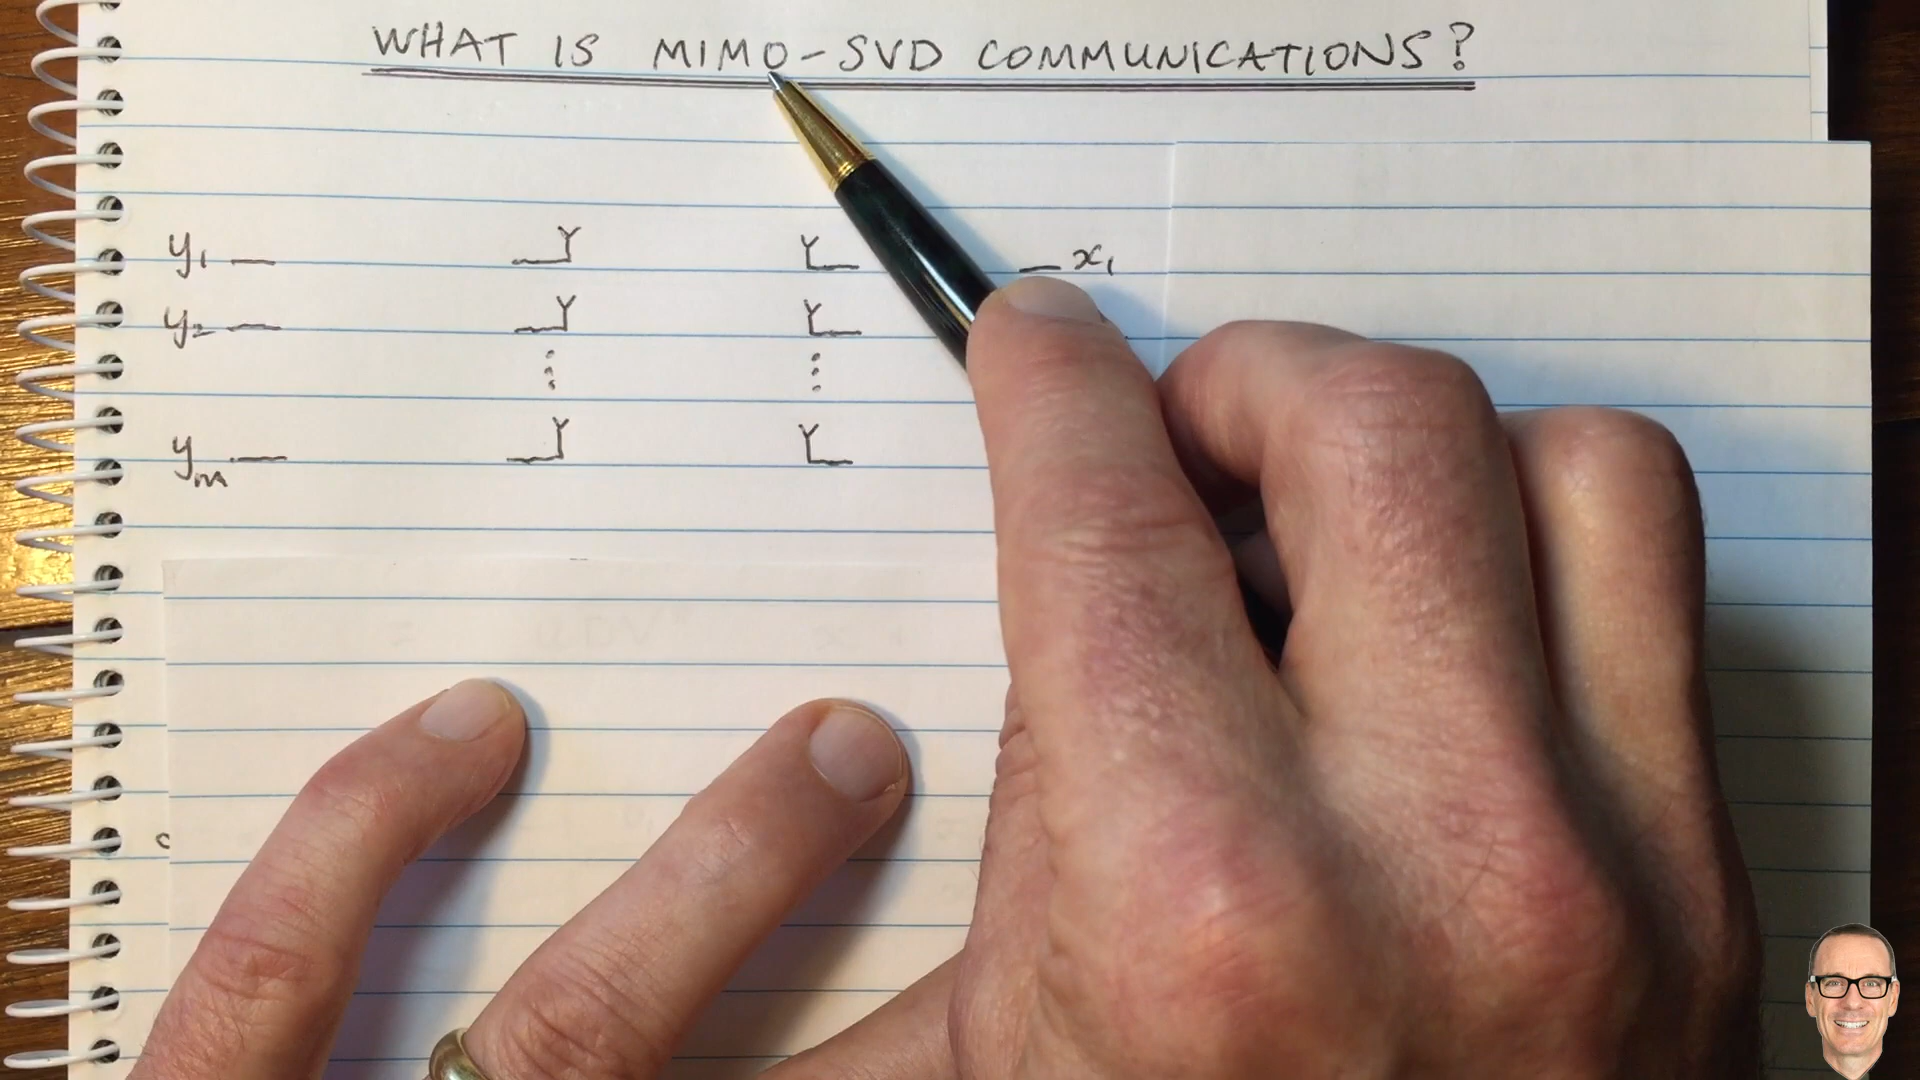 WHAT IS MIMO-SVD COMMUNICATIONS?
y1 x1
y2
ym